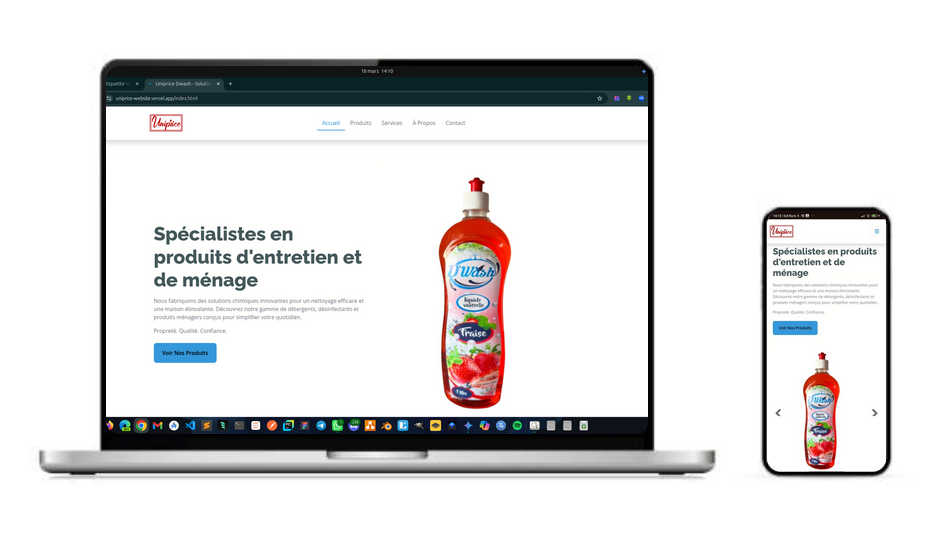 18 mars 14:10
Uniprice Dwash - Soluti
uniprice-website.vercel.app/index.html
Uniprice
Accueil Produits Services À Propos Contact
Spécialistes en
produits d'entretien et
de ménage
Nous fabriquons des solutions chimiques innovantes pour un nettoyage efficace et
une maison étincelante. Découvrez notre gamme de détergents, désinfectants et
produits ménagers conçus pour simplifier votre quotidien.
Propreté. Qualité. Confiance.
Voir Nos Produits
D'Wash
liquide
vaisselle
Fraise
Uniprice
Spécialistes en produits
d'entretien et de
ménage
Nous fabriquons des solutions chimiques innovantes pour
un nettoyage efficace et une maison étincelante.
Découvrez notre gamme de détergents, désinfectants et
produits ménagers conçus pour simplifier votre quotidien.
Propreté. Qualité. Confiance.
Voir Nos Produits
D'Wash
Fraise